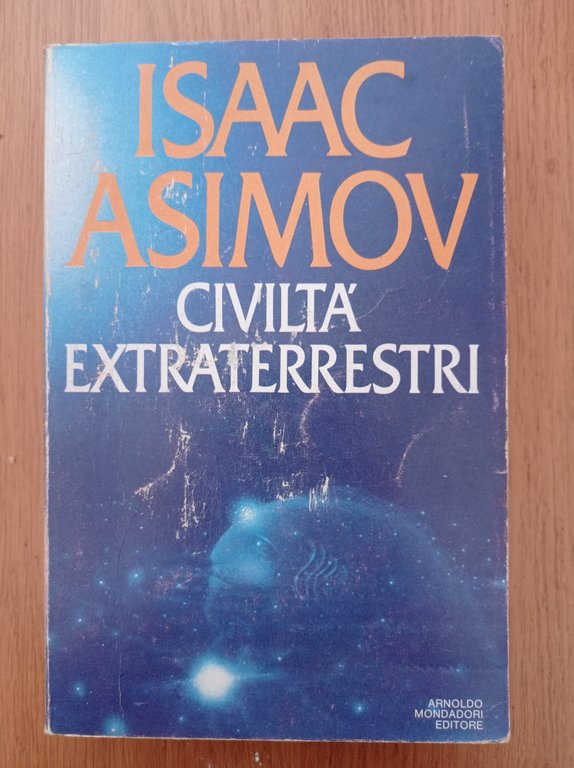 ISAAC
ASIMOV
CIVILTÀ
EXTRATERRESTRI
ARNOLDO
MONDADORI
EDITORE